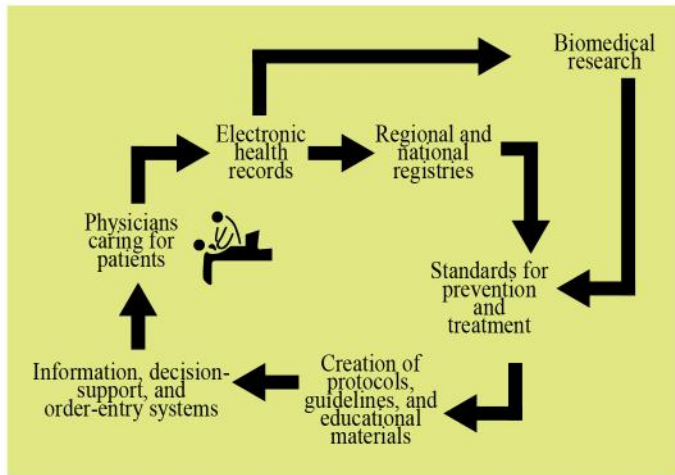 Biomedical
research
Electronic
health
records
Regional and
national
registries
Physicians
caring for
patients
Standards for
prevention
and
treatment
Information, decision-
support, and
order-entry systems
Creation of
protocols,
guidelines, and
educational
materials